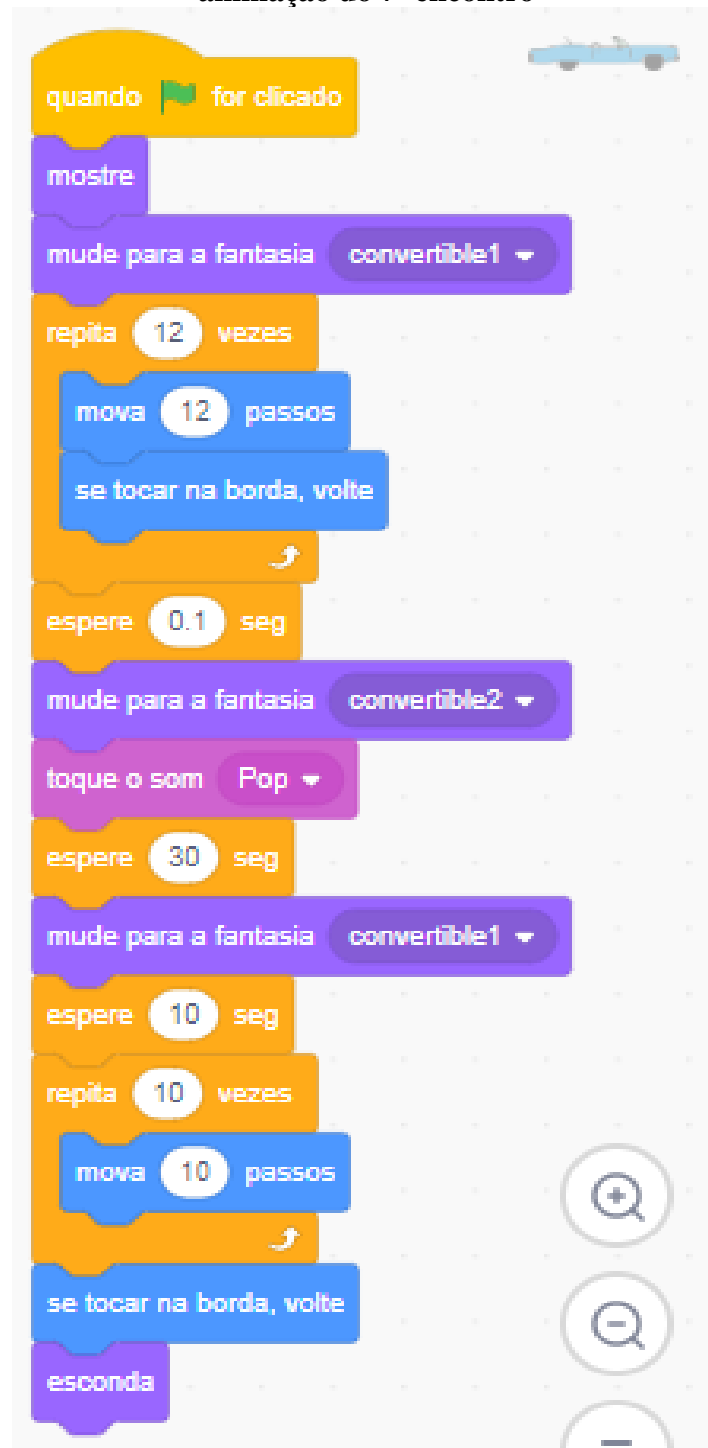 quando for clicado
mostre
mude para a fantasia convertible1
repita 12 vezes
mova 12 passos
se tocar na borda, volte
espere 0.1 seg
mude para a fantasia convertible2
toque o som Pop
espere 30 seg
mude para a fantasia convertible1
espere 10 seg
repita 10 vezes
mova 10 passos
se tocar na borda, volte
esconda